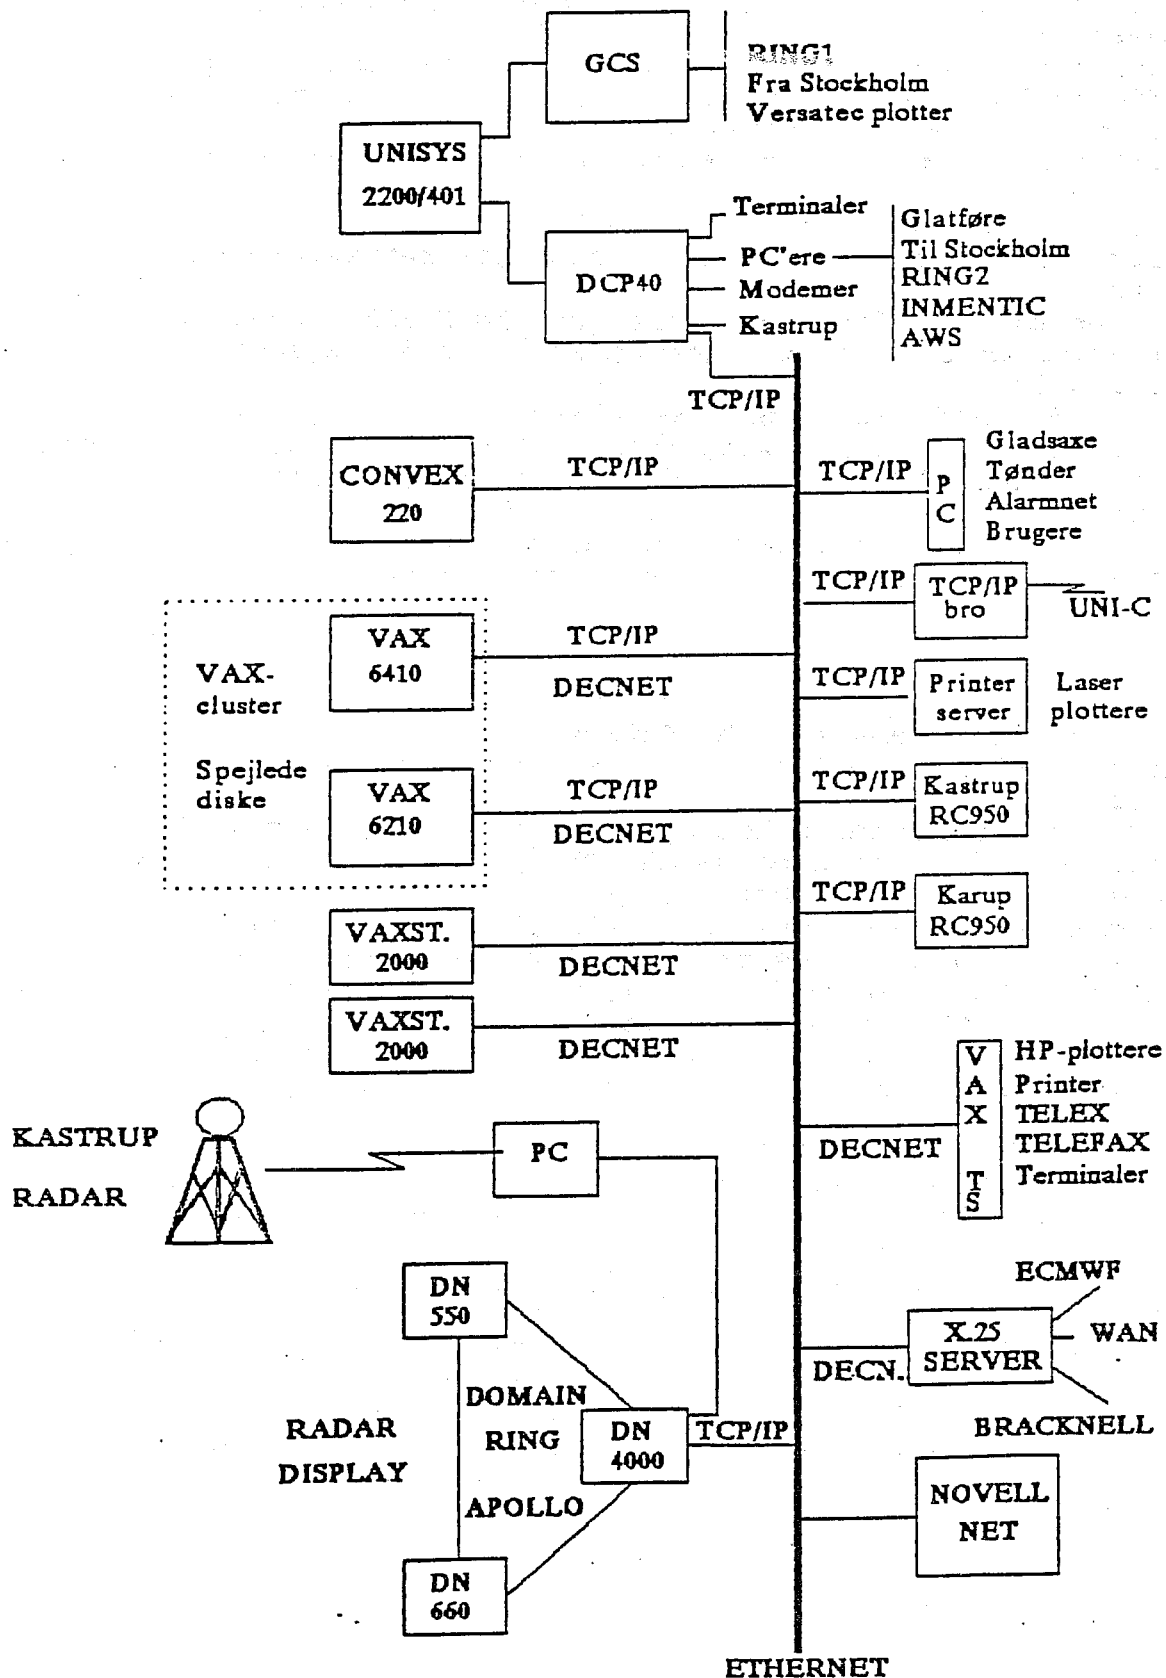 GCS
RING1
Fra Stockholm
Versatec plotter
UNISYS
2200/401
DCP40
Terminaler
PC'ere
Modemer
Kastrup
Glatføre
Til Stockholm
RING2
INMENTIC
AWS
TCP/IP
CONVEX
220
TCP/IP
TCP/IP
P
C
Gladsaxe
Tønder
Alarmnet
Brugere
TCP/IP
TCP/IP
bro
UNI-C
VAX-
cluster
Spejlede
diske
VAX
6410
TCP/IP
DECNET
TCP/IP
Printer
server
Laser
plottere
VAX
6210
TCP/IP
DECNET
TCP/IP
Kastrup
RC950
TCP/IP
Karup
RC950
VAXST.
2000
DECNET
VAXST.
2000
DECNET
DECNET
V
A
X
T
S
HP-plottere
Printer
TELEX
TELEFAX
Terminaler
KASTRUP
RADAR
PC
DN
550
DOMAIN
RING
APOLLO
RADAR
DISPLAY
DN
4000
TCP/IP
DN
660
DECN.
X.25
SERVER
ECMWF
WAN
BRACKNELL
NOVELL
NET
ETHERNET